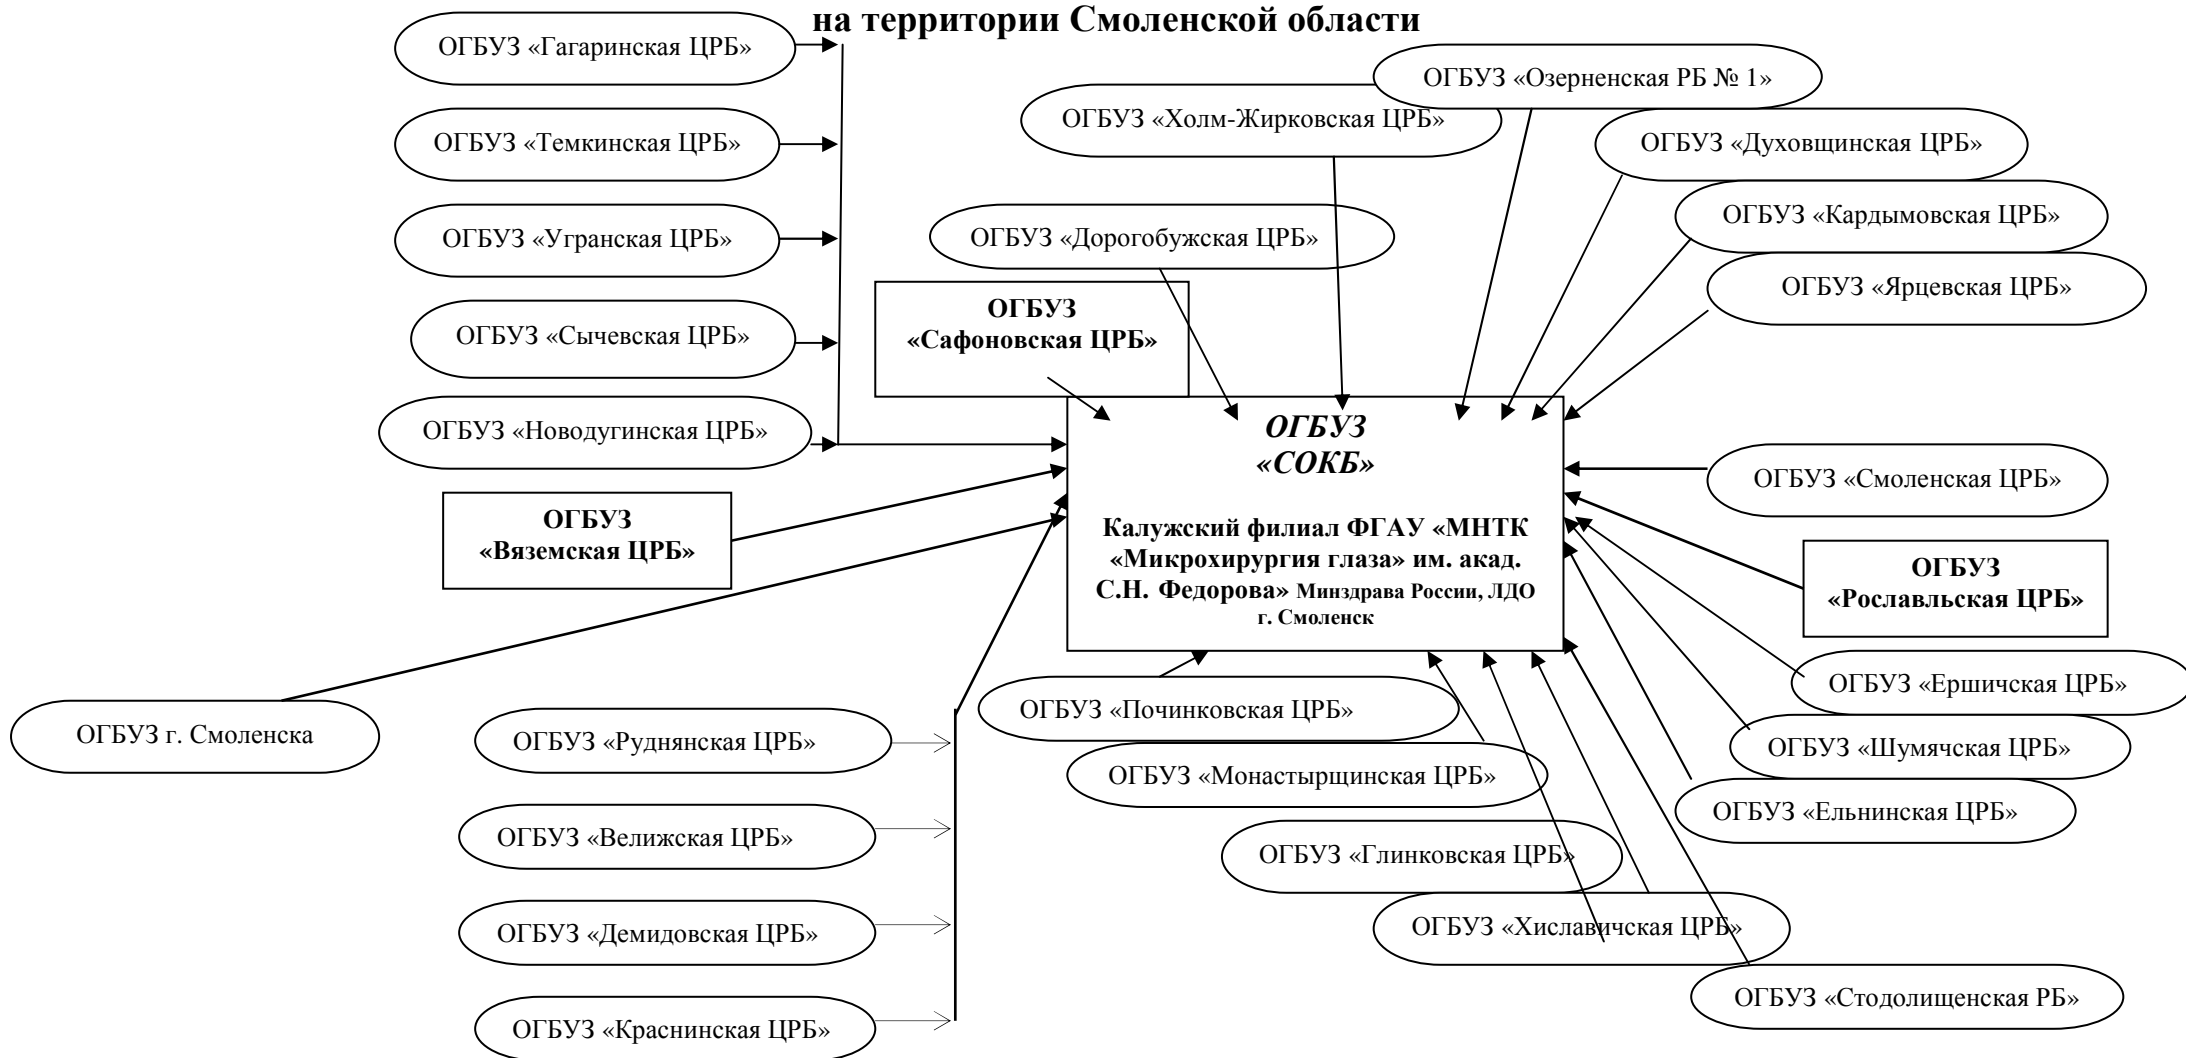 на территории Смоленской области
ОГБУЗ «Гагаринская ЦРБ»
ОГБУЗ «Темкинская ЦРБ»
ОГБУЗ «Угранская ЦРБ»
ОГБУЗ «Сычевская ЦРБ»
ОГБУЗ «Новодугинская ЦРБ»
ОГБУЗ
«Вяземская ЦРБ»
ОГБУЗ г. Смоленска
ОГБУЗ «Руднянская ЦРБ»
ОГБУЗ «Велижская ЦРБ»
ОГБУЗ «Демидовская ЦРБ»
ОГБУЗ «Краснинская ЦРБ»
ОГБУЗ «Озерненская РБ № 1»
ОГБУЗ «Холм-Жирковская ЦРБ»
ОГБУЗ «Духовщинская ЦРБ»
ОГБУЗ «Кардымовская ЦРБ»
ОГБУЗ «Дорогобужская ЦРБ»
ОГБУЗ «Ярцевская ЦРБ»
ОГБУЗ
«Сафоновская ЦРБ»
ОГБУЗ
«СОКБ»
Калужский филиал ФГАУ «МНТК
«Микрохирургия глаза» им. акад.
С.Н. Федорова» Минздрава России, ЛДО
г. Смоленск
ОГБУЗ «Смоленская ЦРБ»
ОГБУЗ
«Рославльская ЦРБ»
ОГБУЗ «Ершичская ЦРБ»
ОГБУЗ «Шумячская ЦРБ»
ОГБУЗ «Ельнинская ЦРБ»
ОГБУЗ «Починковская ЦРБ»
ОГБУЗ «Монастырщинская ЦРБ»
ОГБУЗ «Глинковская ЦРБ»
ОГБУЗ «Хиславичская ЦРБ»
ОГБУЗ «Стодолищенская РБ»